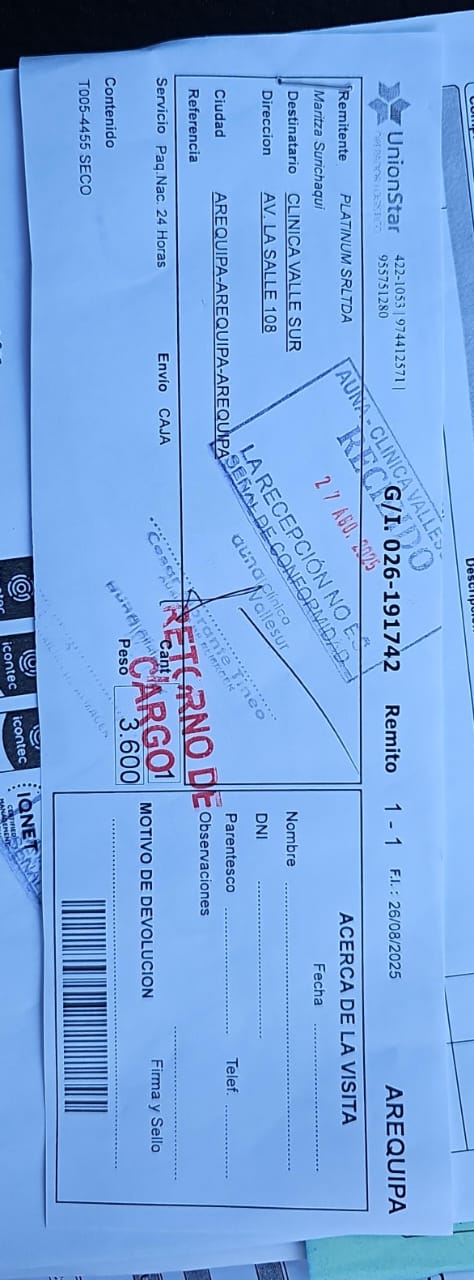 UnionStar
422-1053 | 974412571 |
955751280
G/I. 026-191742 Remito 1 - 1 F.I.: 26/08/2025 AREQUIPA
Remitente PLATINUM SRLTDA
Maritza Surichaqui
Destinatario CLINICA VALLE SUR
Direccion AV. LA SALLE 108
Ciudad AREQUIPA-AREQUIPA-AREQUIPA
Referencia
Servicio Paq.Nac. 24 Horas Envío CAJA Cant 1
Peso 3.600
Contenido
T005-4455 SECO
AUNA - CLINICA VALLES
RECIBIDO
27 AGO. 2025
LA RECEPCIÓN NO ES
SEÑAL DE CONFORMIDAD
auna clinica
Vallesur
RETORNO DE
CARGO
ACERCA DE LA VISITA
Fecha
Nombre
DNI
Parentesco Telef.
Observaciones
MOTIVO DE DEVOLUCION Firma y Sello
icontec
icontec
IQNET